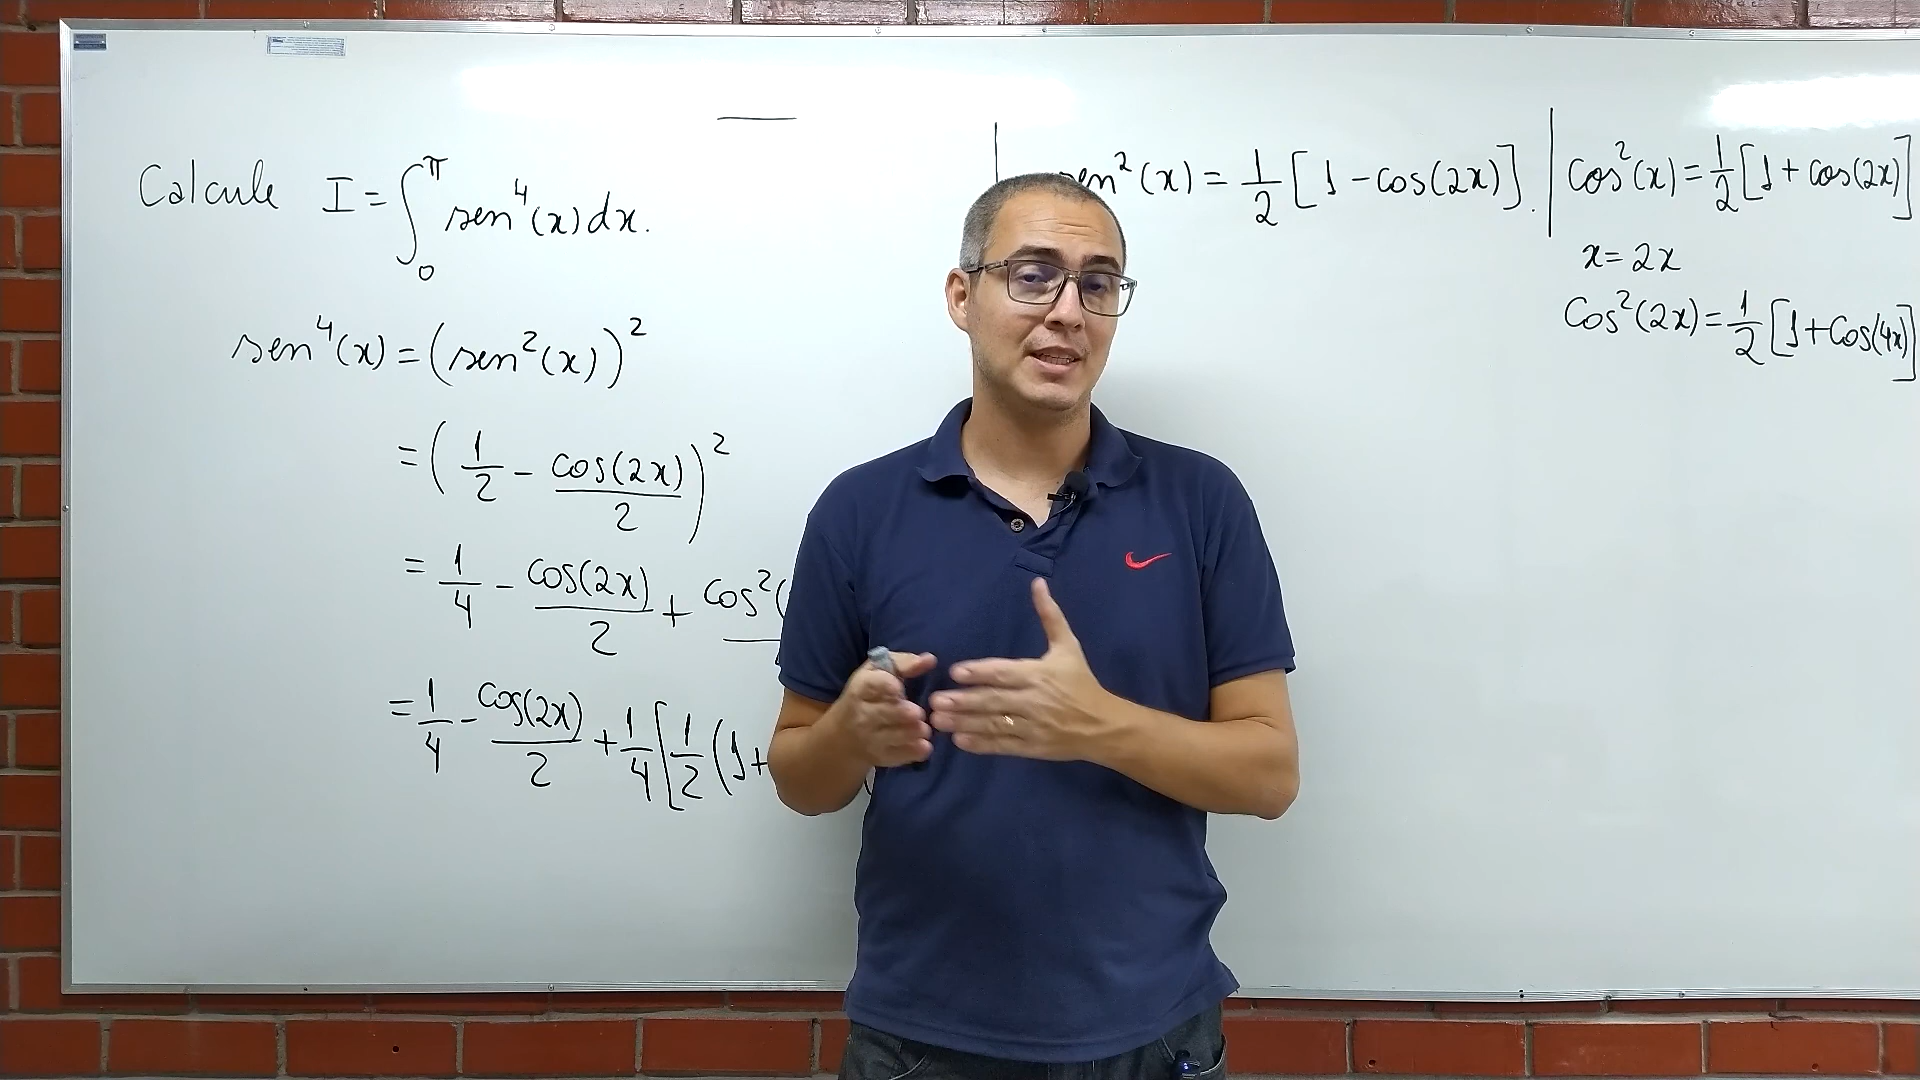 Calcule I = ∫₀^π sen⁴(x) dx.
sen⁴(x) = (sen²(x))²
= (1/2 - cos(2x)/2)²
= 1/4 - cos(2x)/2 + cos²(
= 1/4 - cos(2x)/2 + 1/4 [1/2 (1 +
sen²(x) = 1/2 [1 - cos(2x)].
cos²(x) = 1/2 [1 + cos(2x)]
x = 2x
Cos²(2x) = 1/2 [1 + Cos(4x)]